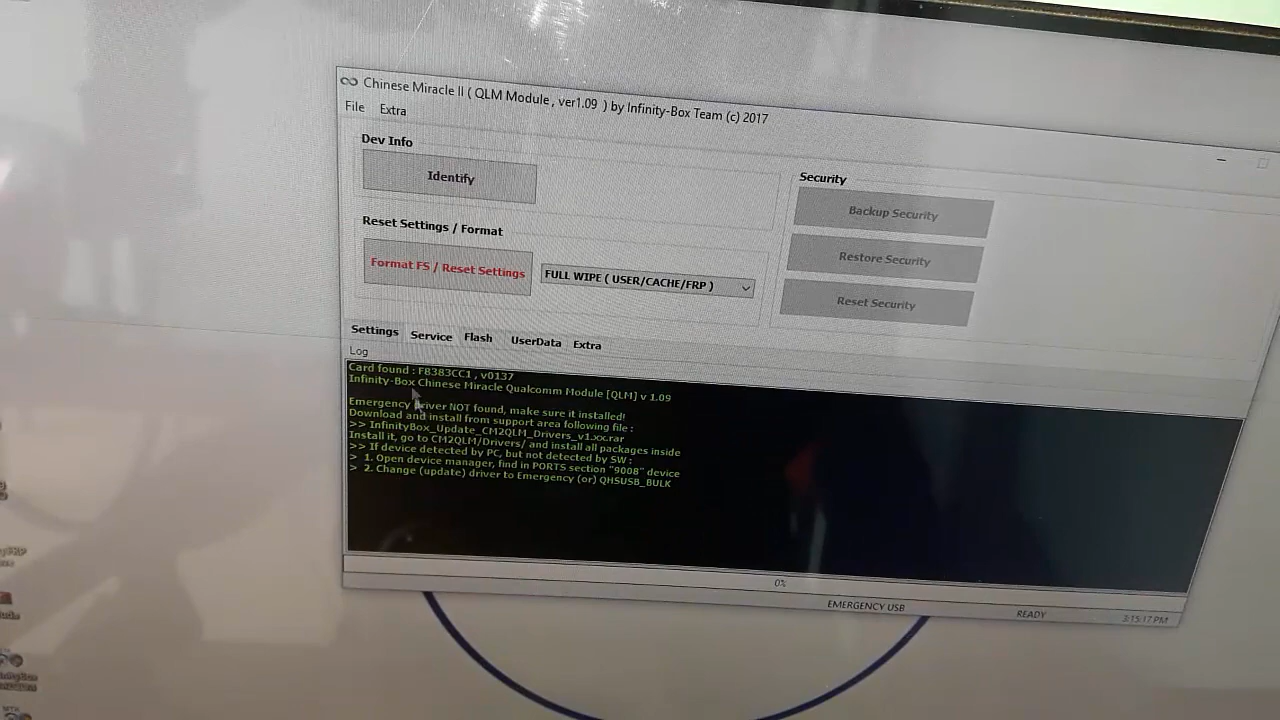 Chinese Miracle II ( QLM Module , ver1.09 ) by Infinity-Box Team (c) 2017
File Extra
Dev Info
Identify
Security
Backup Security
Restore Security
Reset Security
Reset Settings / Format
Format FS / Reset Settings
FULL WIPE ( USER/CACHE/FRP )
Settings Service Flash UserData Extra
Log
Card found : F8383CC1 , v0137
Infinity-Box Chinese Miracle Qualcomm Module [QLM] v 1.09
Emergency driver NOT found, make sure it installed!
Download and install from support area following file :
>> InfinityBox_Update_CM2QLM_Drivers_v1.xx.rar
Install it, go to CM2QLM/Drivers/ and install all packages inside
>> If device detected by PC, but not detected by SW :
> 1. Open device manager, find in PORTS section "9008" device
> 2. Change (update) driver to Emergency (or) QHSUSB_BULK
0%
EMERGENCY USB READY 3:15:17 PM